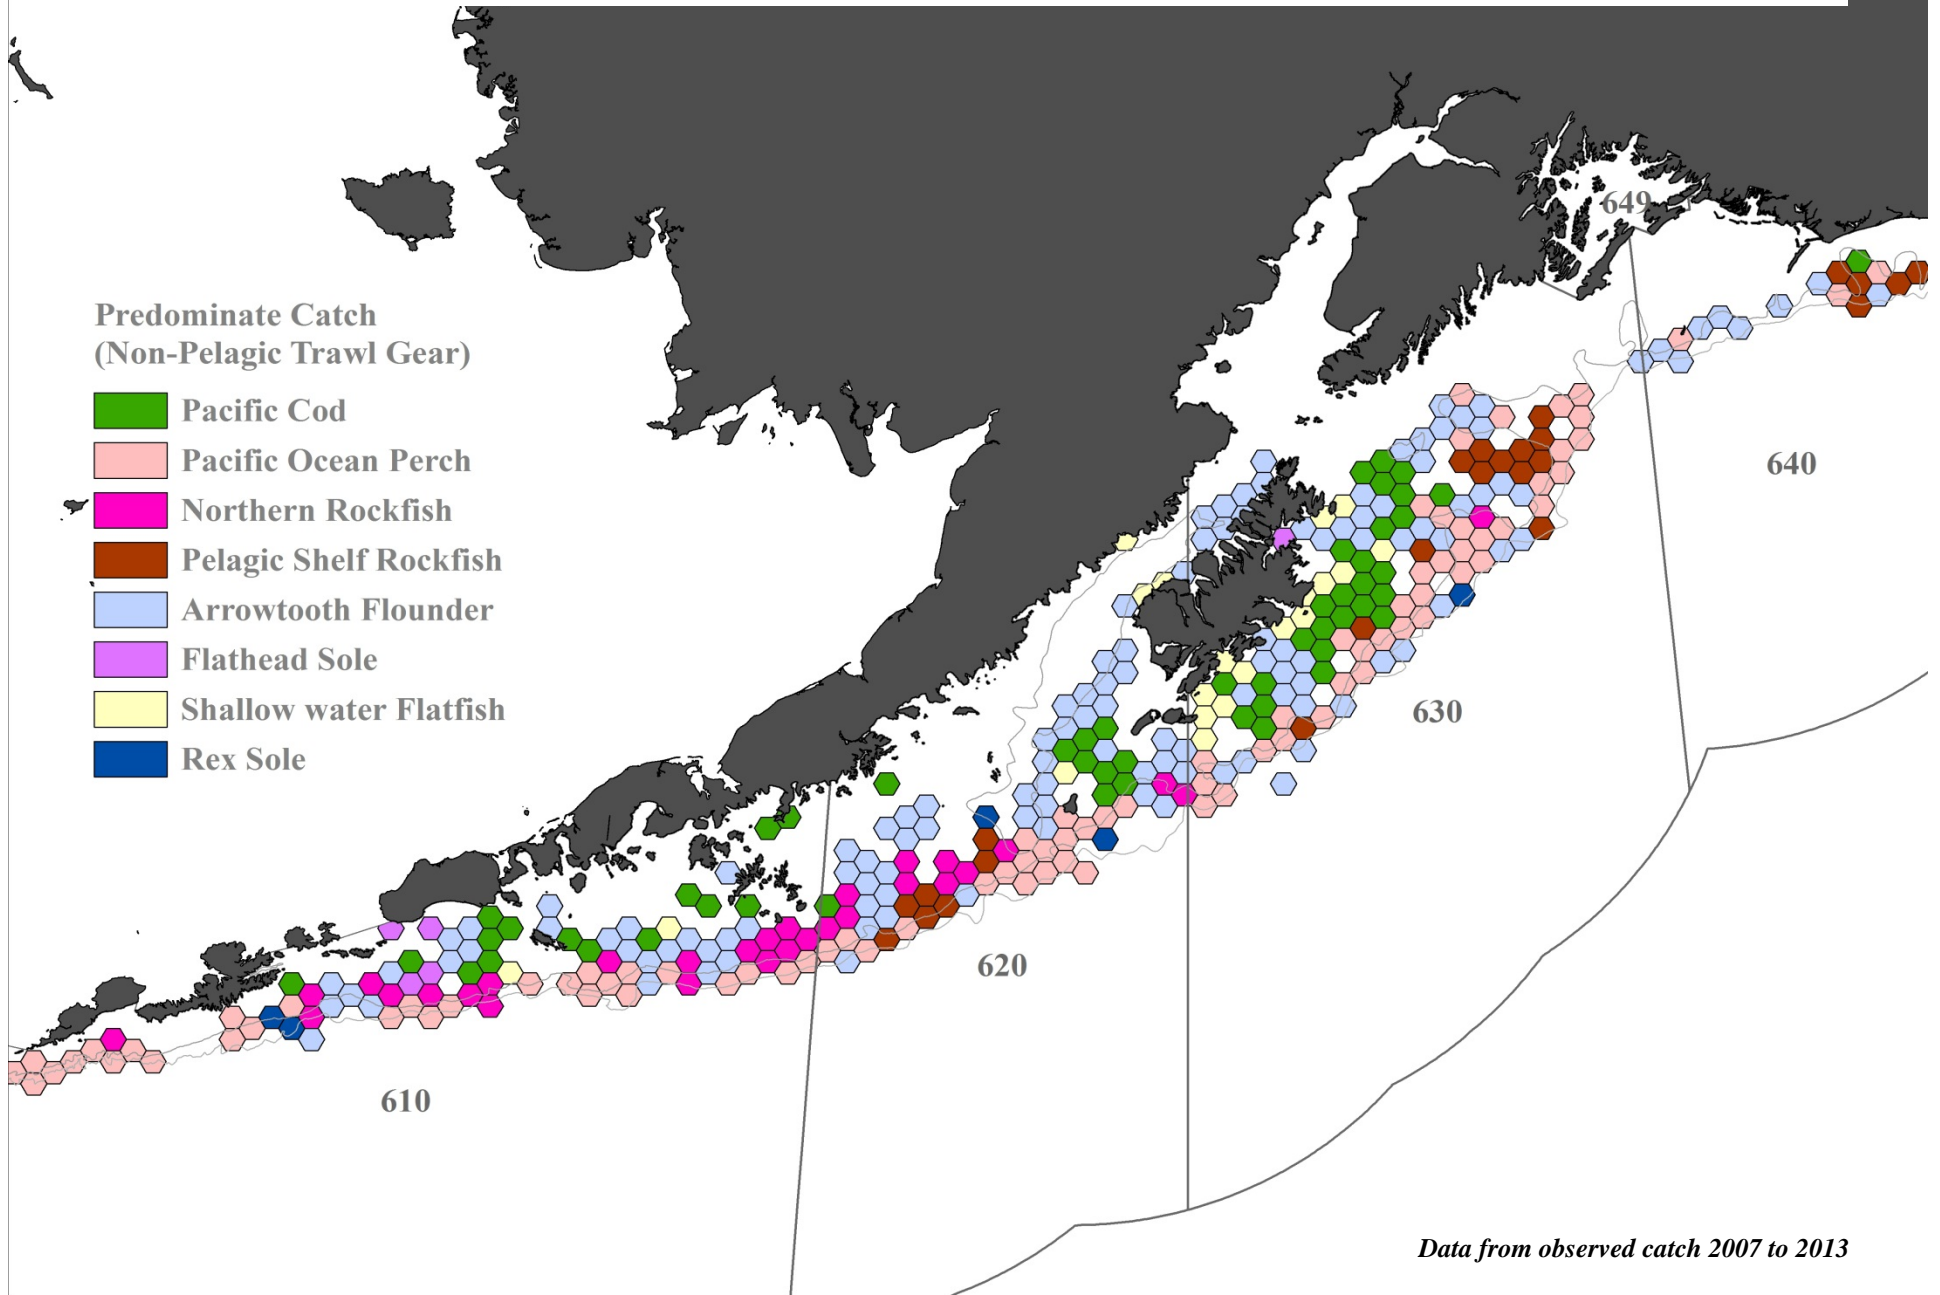 649
Predominate Catch
(Non-Pelagic Trawl Gear)
Pacific Cod
Pacific Ocean Perch
Northern Rockfish
Pelagic Shelf Rockfish
Arrowtooth Flounder
Flathead Sole
Shallow water Flatfish
Rex Sole
640
630
620
610
Data from observed catch 2007 to 2013